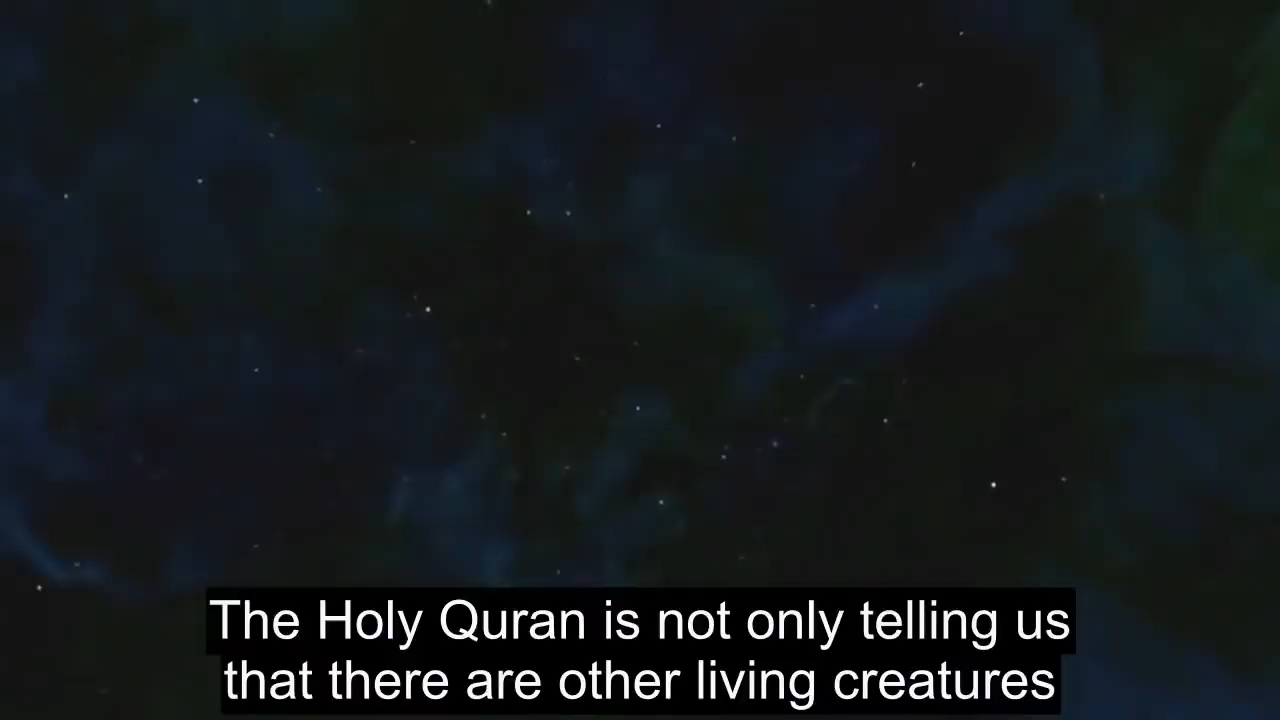 The Holy Quran is not only telling us
that there are other living creatures